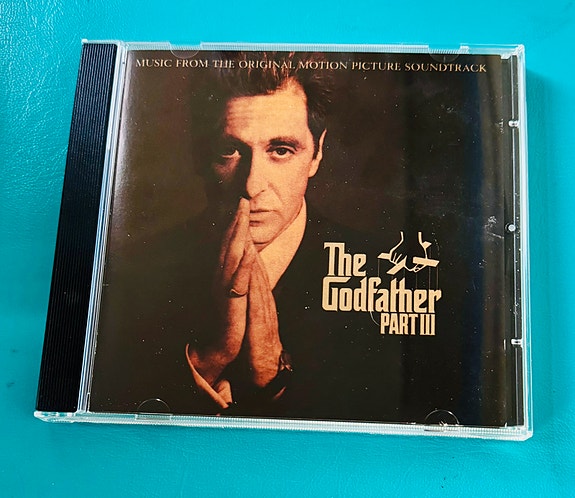 MUSIC FROM THE ORIGINAL MOTION PICTURE SOUNDTRACK
The
Godfather
PART III